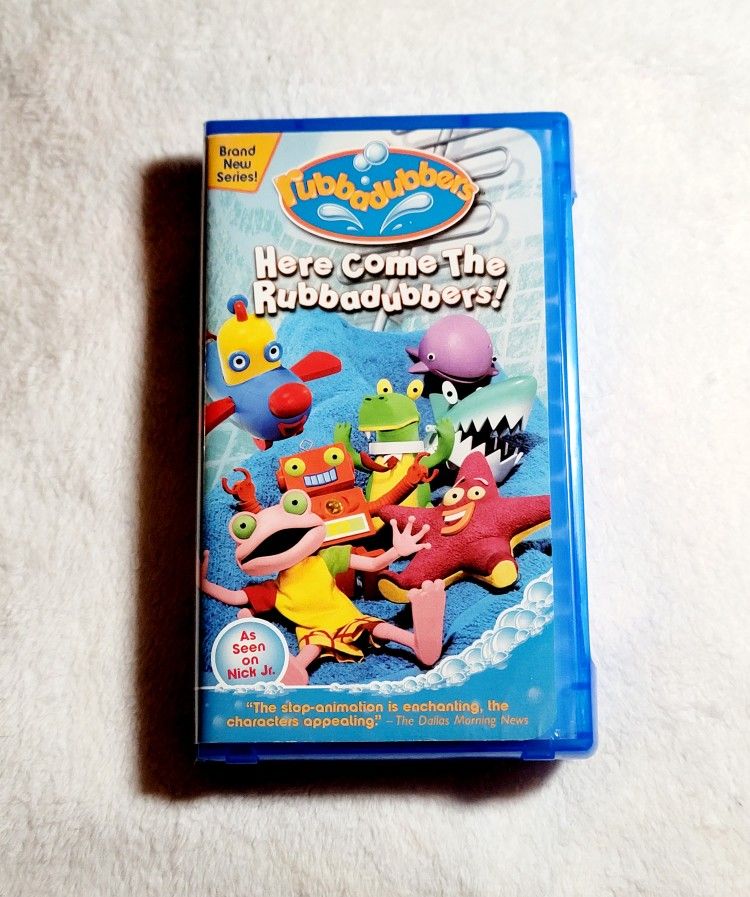 Brand
New
Series!
rubbadubbers
Here Come The
Rubbadubbers!
As
Seen
on
Nick Jr.
"The stop-animation is enchanting, the
characters appealing." – The Dallas Morning News